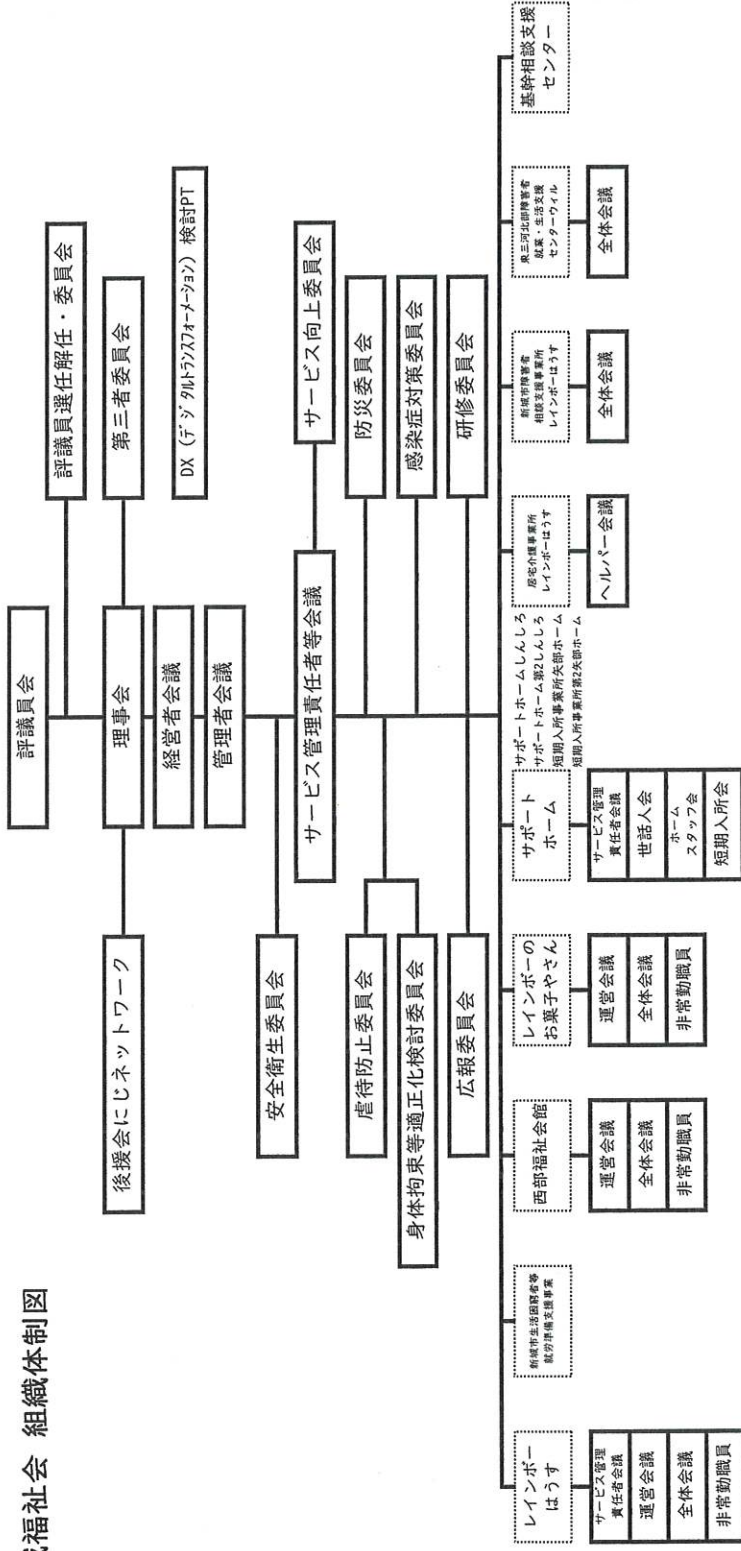 福祉会 組織体制図
評議員会
評議員選任解任・委員会
後援会にじネットワーク
理事会
第三者委員会
経営者会議
DX（デジタルトランスフォーメーション）検討PT
管理者会議
安全衛生委員会
サービス管理責任者等会議
サービス向上委員会
虐待防止委員会
防災委員会
身体拘束等適正化検討委員会
感染症対策委員会
広報委員会
研修委員会
レインボー
はうす
サービス管理
責任者会議
運営会議
全体会議
非常勤職員
新城市生活困窮者等
就労準備支援事業
西部福祉会館
運営会議
全体会議
非常勤職員
レインボーの
お菓子やさん
運営会議
全体会議
非常勤職員
サポート
ホーム
サービス管理
責任者会議
世話人会
ホーム
スタッフ会
短期入所会
サポートホームしんしろ
サポートホーム第2しんしろ
短期入所事業所矢部ホーム
短期入所事業所第2矢部ホーム
居宅介護事業所
レインボーはうす
ヘルパー会議
新城市障害者
相談支援事業所
レインボーはうす
全体会議
東三河北部障害者
就業・生活支援
センターウィル
全体会議
基幹相談支援
センター